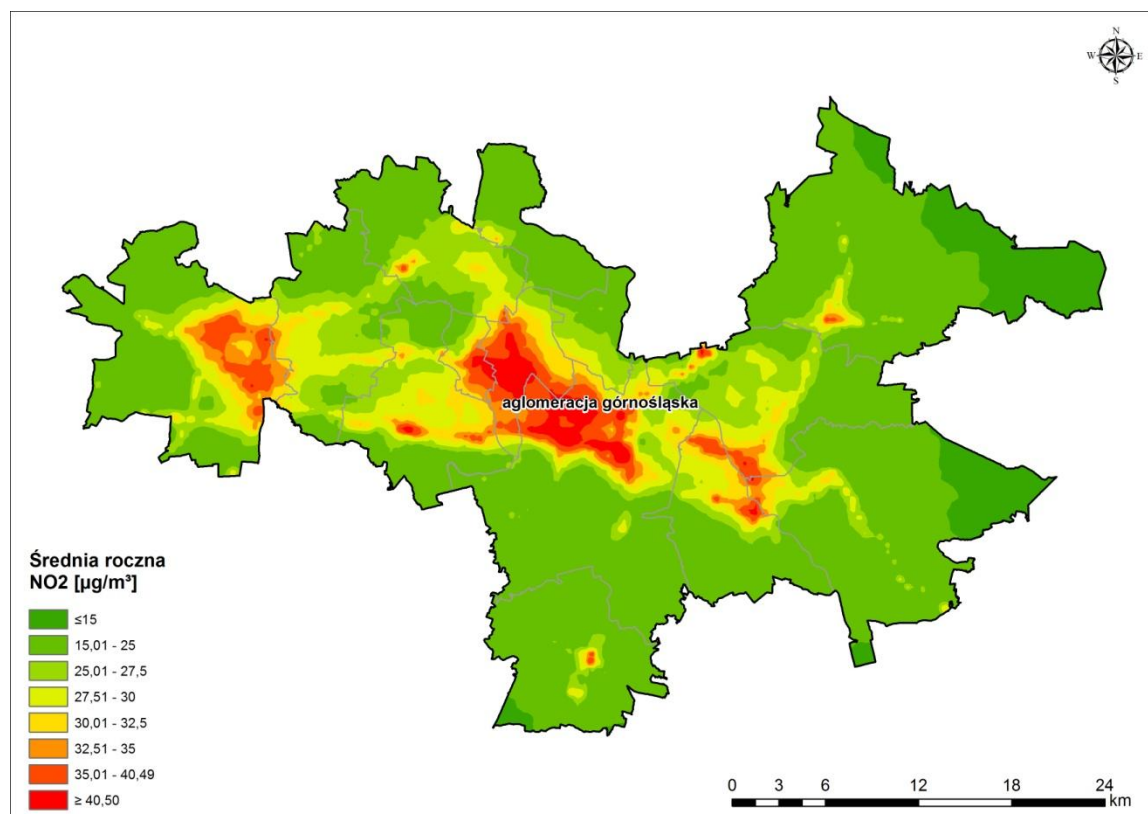 N
W E
S
aglomeracja górnośląska
Średnia roczna
NO2 [µg/m³]
≤15
15,01 - 25
25,01 - 27,5
27,51 - 30
30,01 - 32,5
32,51 - 35
35,01 - 40,49
≥ 40,50
0 3 6 12 18 24
km